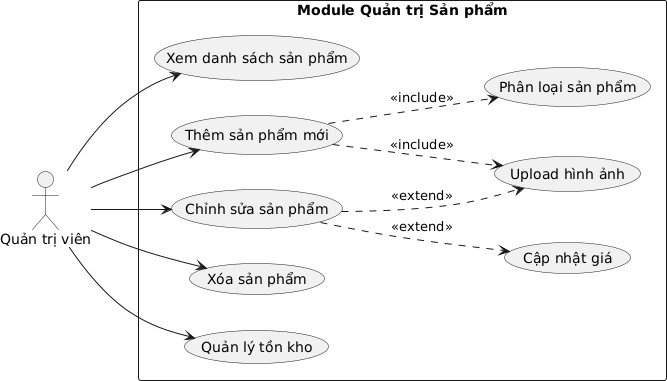 Module Quản trị Sản phẩm
Xem danh sách sản phẩm
Phân loại sản phẩm
«include»
Thêm sản phẩm mới
«include»
Upload hình ảnh
«extend»
Chỉnh sửa sản phẩm
«extend»
Quản trị viên
Cập nhật giá
Xóa sản phẩm
Quản lý tồn kho